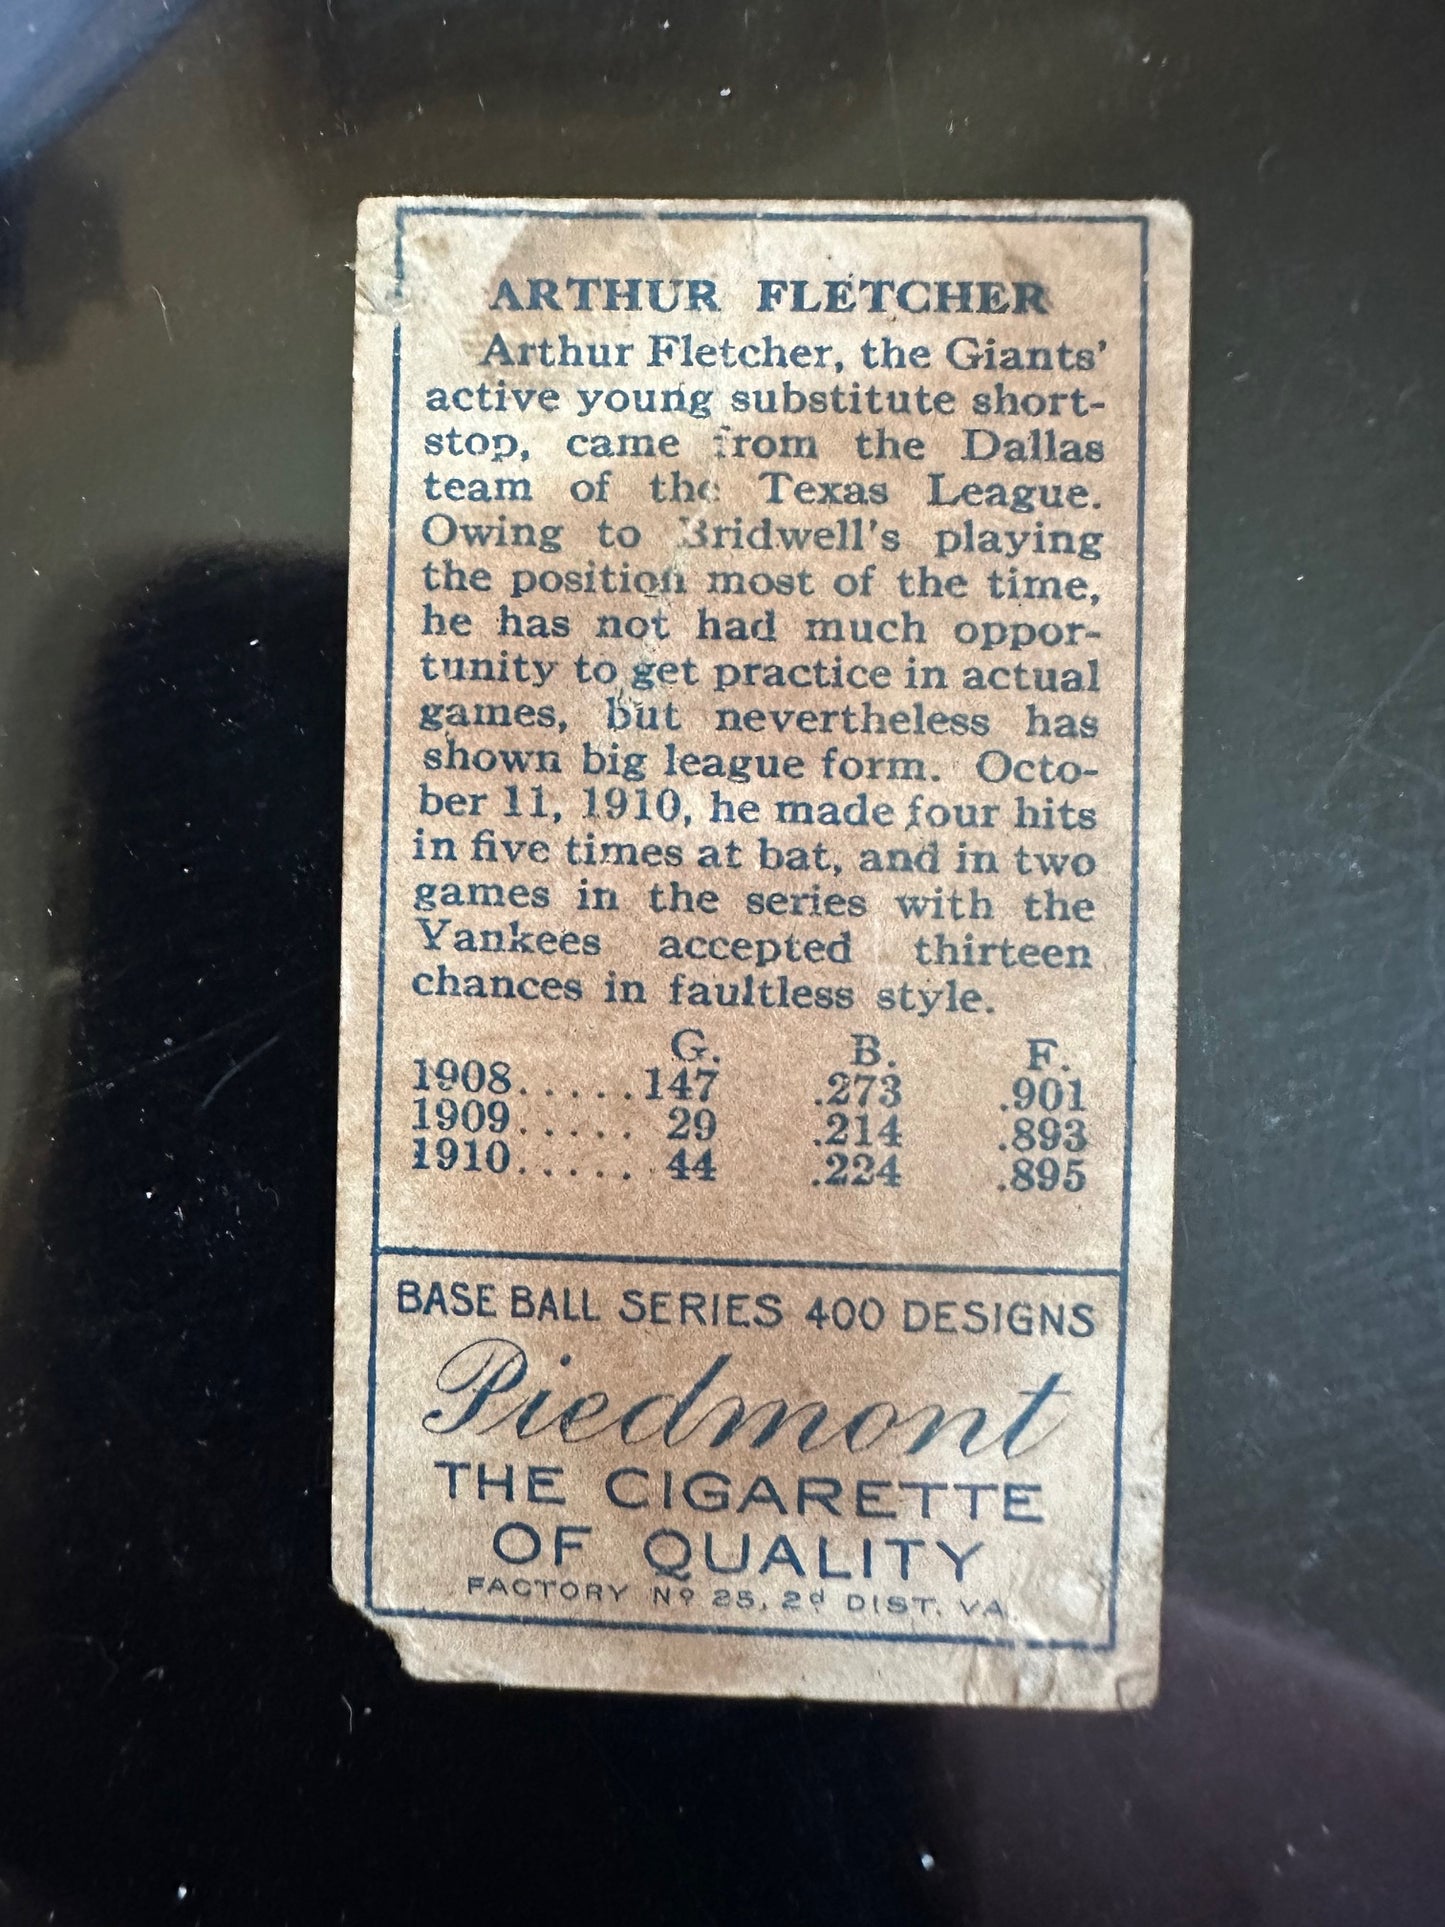 ARTHUR FLETCHER
Arthur Fletcher, the Giants'
active young substitute short-
stop, came from the Dallas
team of the Texas League.
Owing to Bridwell's playing
the position most of the time,
he has not had much oppor-
tunity to get practice in actual
games, but nevertheless has
shown big league form. Octo-
ber 11, 1910, he made four hits
in five times at bat, and in two
games in the series with the
Yankees accepted thirteen
chances in faultless style.
G. B. F.
1908.....147 .273 .901
1909..... 29 .214 .893
1910..... 44 .224 .895
BASE BALL SERIES 400 DESIGNS
Piedmont
THE CIGARETTE
OF QUALITY
FACTORY Nº 25, 2d DIST. VA.